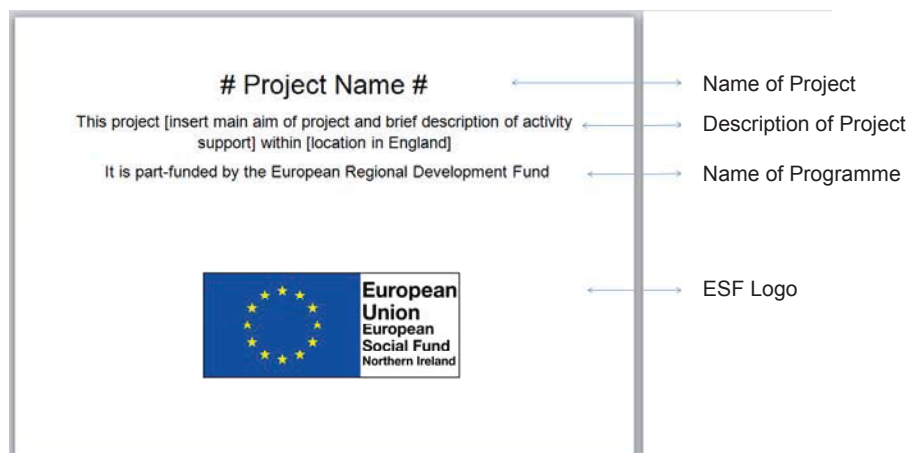 # Project Name #
Name of Project
This project [insert main aim of project and brief description of activity
support] within [location in England]
Description of Project
It is part-funded by the European Regional Development Fund
Name of Programme
European
Union
European
Social Fund
Northern Ireland
ESF Logo